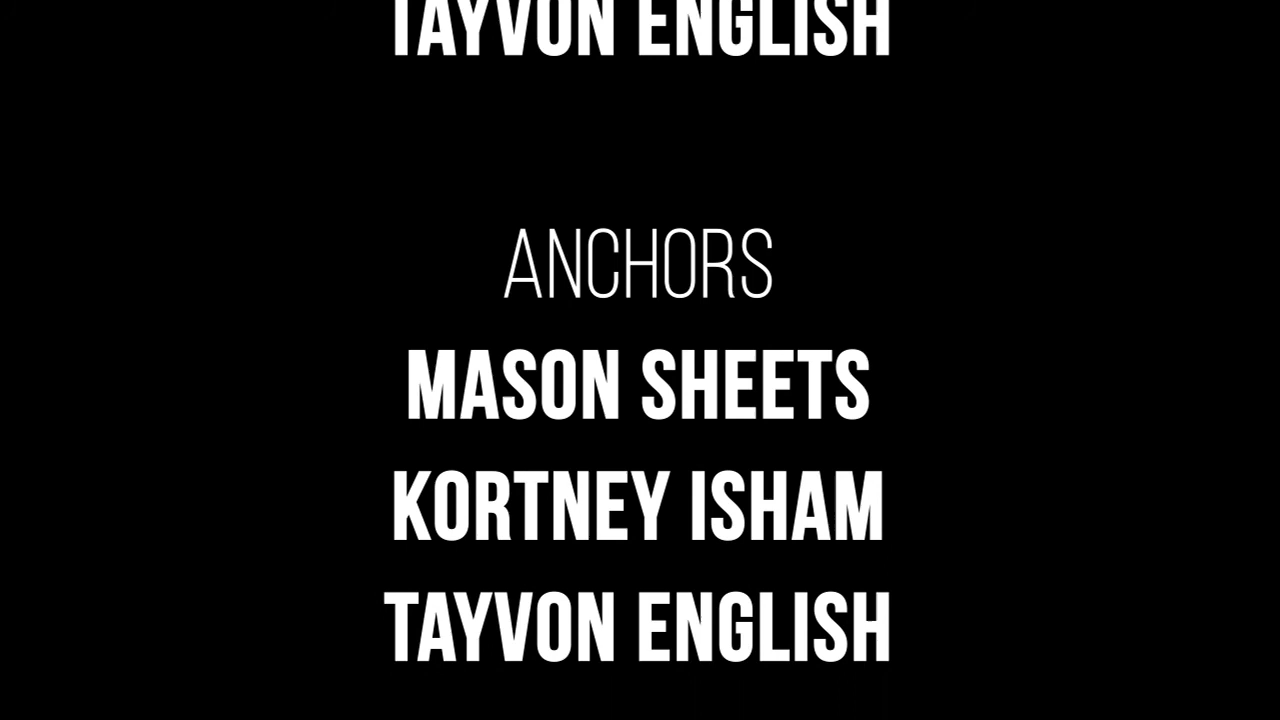 TAYVON ENGLISH
ANCHORS
MASON SHEETS
KORTNEY ISHAM
TAYVON ENGLISH